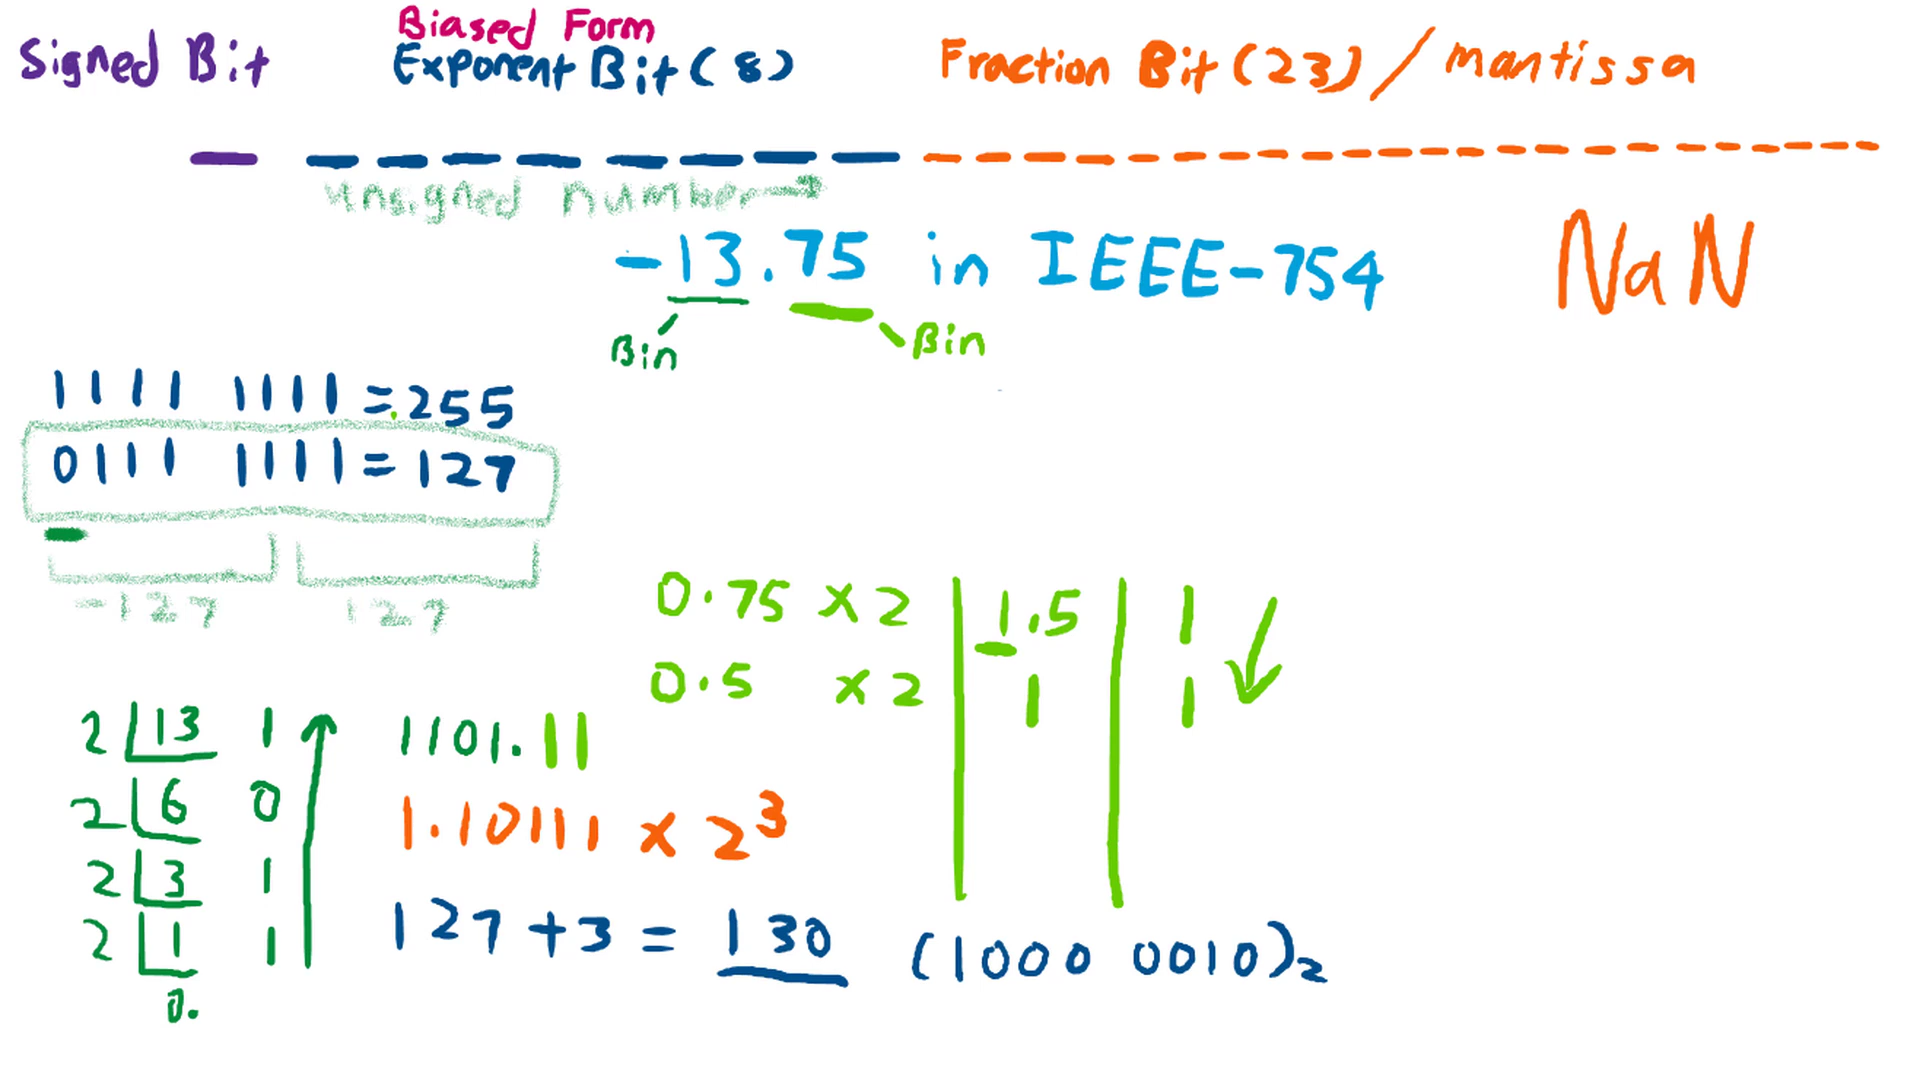 Biased Form
Signed Bit Exponent Bit (8) Fraction Bit (23) / mantissa
unsigned number →
-13.75 in IEEE-754 NaN
Bin Bin
1111 1111 = 255
0111 1111 = 127
-127 127
0.75 x 2 1.5 1
0.5 x 2 1 1
2 13 1
2 6 0
2 3 1
2 1 1
0.
1101.11
1.10111 x 2³
127 + 3 = 130 (1000 0010)₂